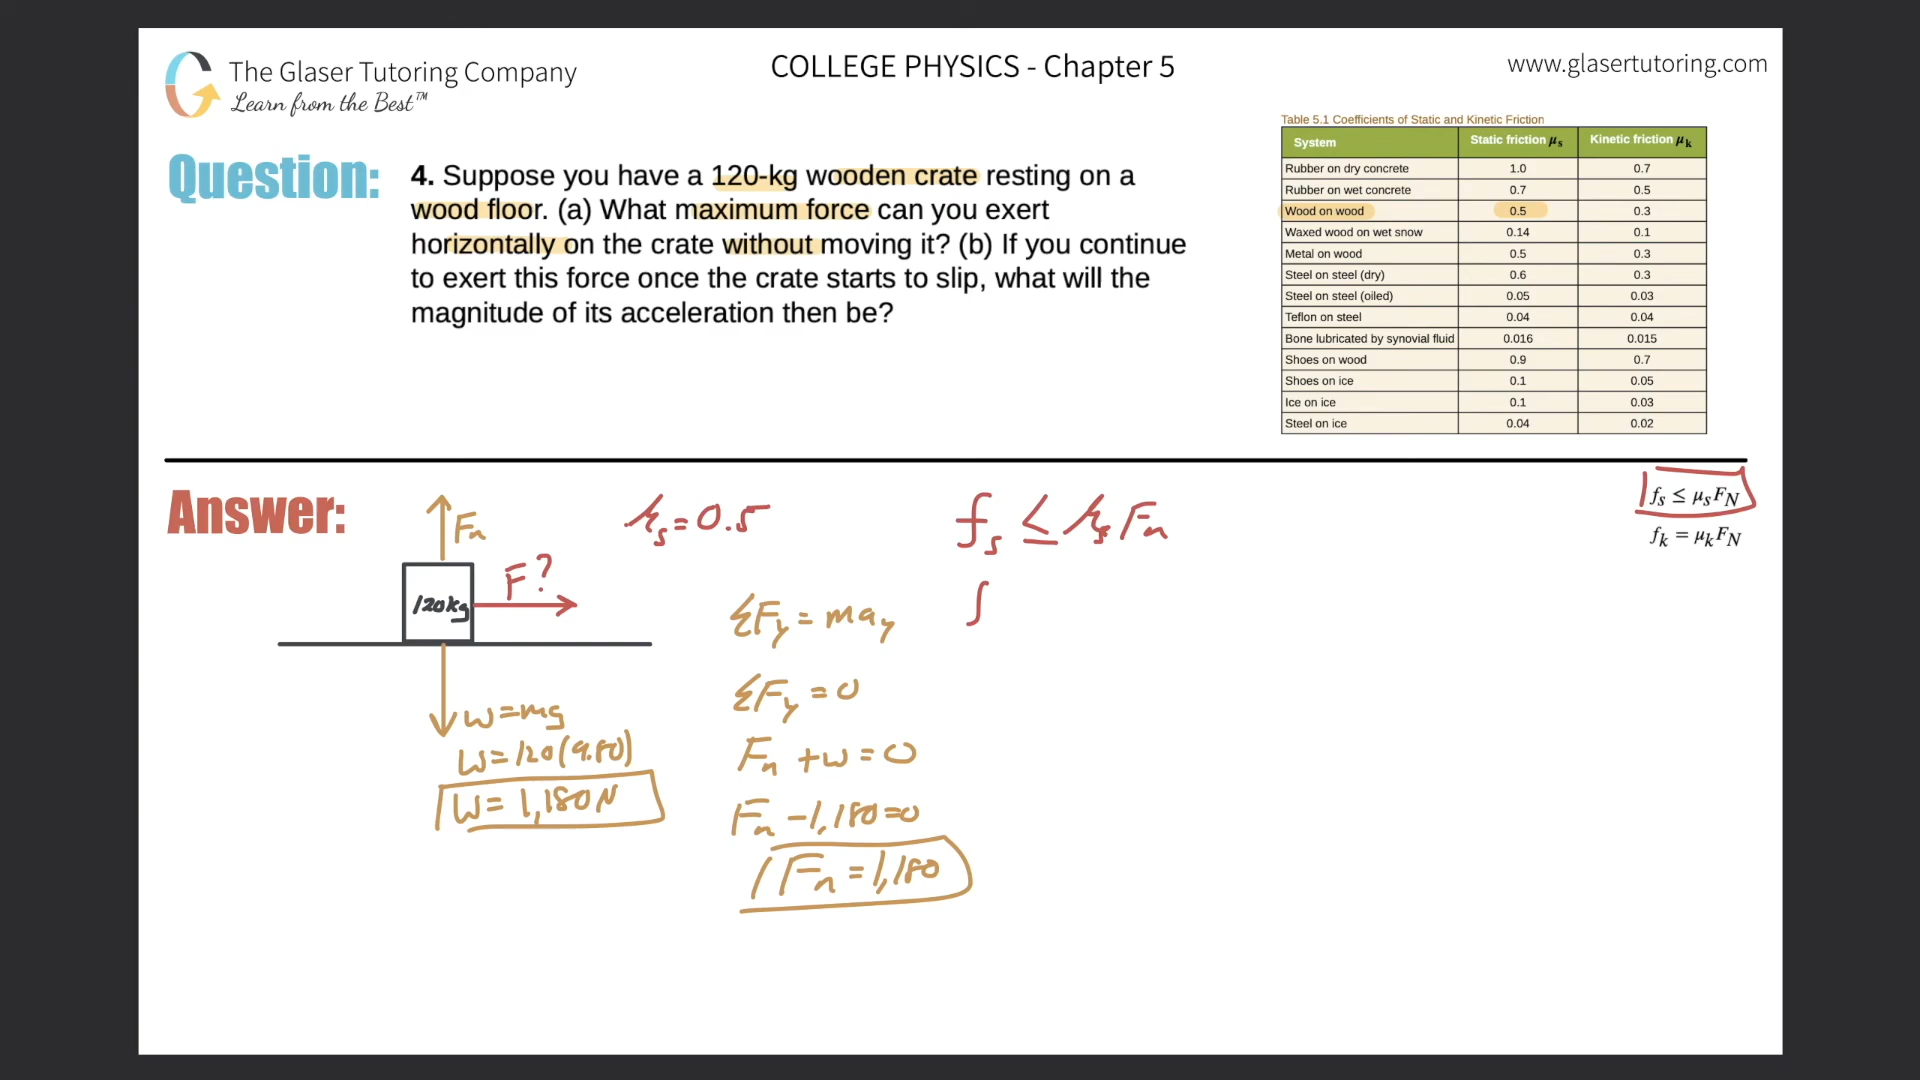 The Glaser Tutoring Company
Learn from the Best™
COLLEGE PHYSICS - Chapter 5
www.glasertutoring.com
Question:
4. Suppose you have a 120-kg wooden crate resting on a
wood floor. (a) What maximum force can you exert
horizontally on the crate without moving it? (b) If you continue
to exert this force once the crate starts to slip, what will the
magnitude of its acceleration then be?
Table 5.1 Coefficients of Static and Kinetic Friction
System Static friction μs Kinetic friction μk
Rubber on dry concrete 1.0 0.7
Rubber on wet concrete 0.7 0.5
Wood on wood 0.5 0.3
Waxed wood on wet snow 0.14 0.1
Metal on wood 0.5 0.3
Steel on steel (dry) 0.6 0.3
Steel on steel (oiled) 0.05 0.03
Teflon on steel 0.04 0.04
Bone lubricated by synovial fluid 0.016 0.015
Shoes on wood 0.9 0.7
Shoes on ice 0.1 0.05
Ice on ice 0.1 0.03
Steel on ice 0.04 0.02
Answer:
Fn
F?
120kg
W=mg
W=120(9.80)
W=1,180N
μs=0.5
ΣFy=may
ΣFy=0
Fn+w=0
Fn-1,180=0
Fn=1,180
fs ≤ μsFn
∫
fs ≤ μsFN
fk = μkFN